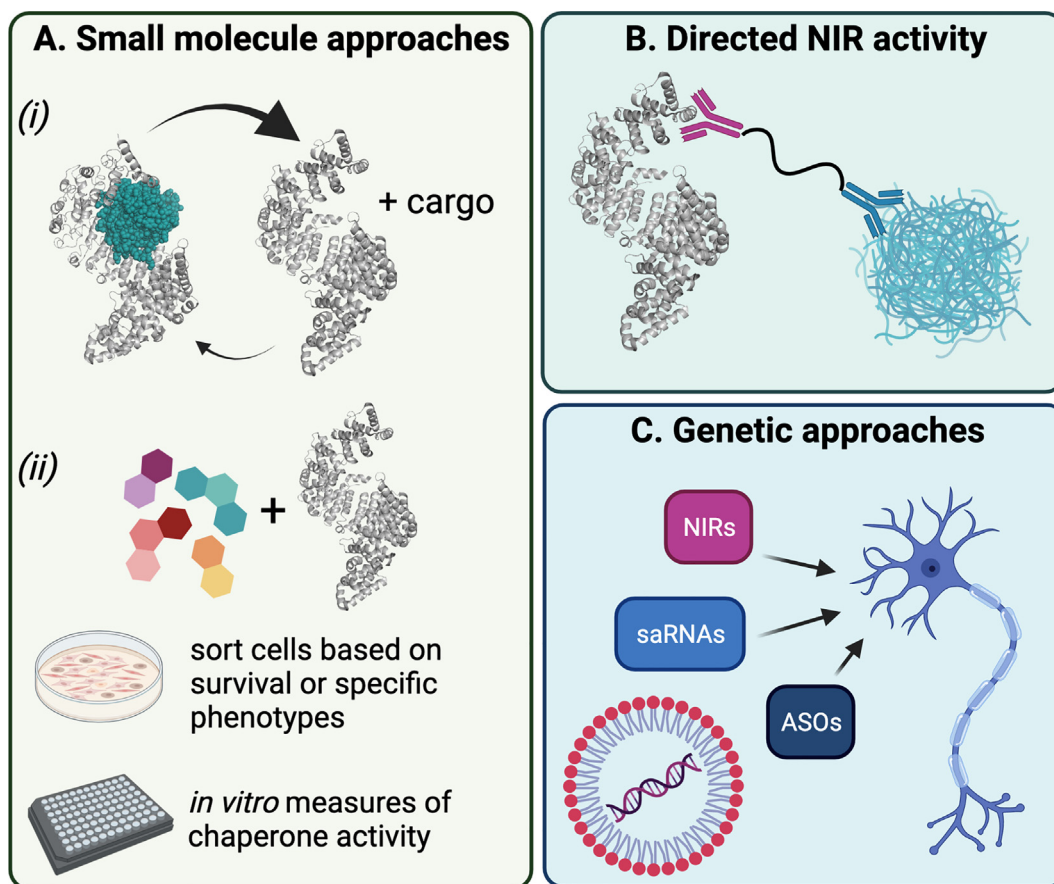 A. Small molecule approaches
(i)
+ cargo
(ii)
+
sort cells based on
survival or specific
phenotypes
in vitro measures of
chaperone activity
B. Directed NIR activity
C. Genetic approaches
NIRs
saRNAs
ASOs